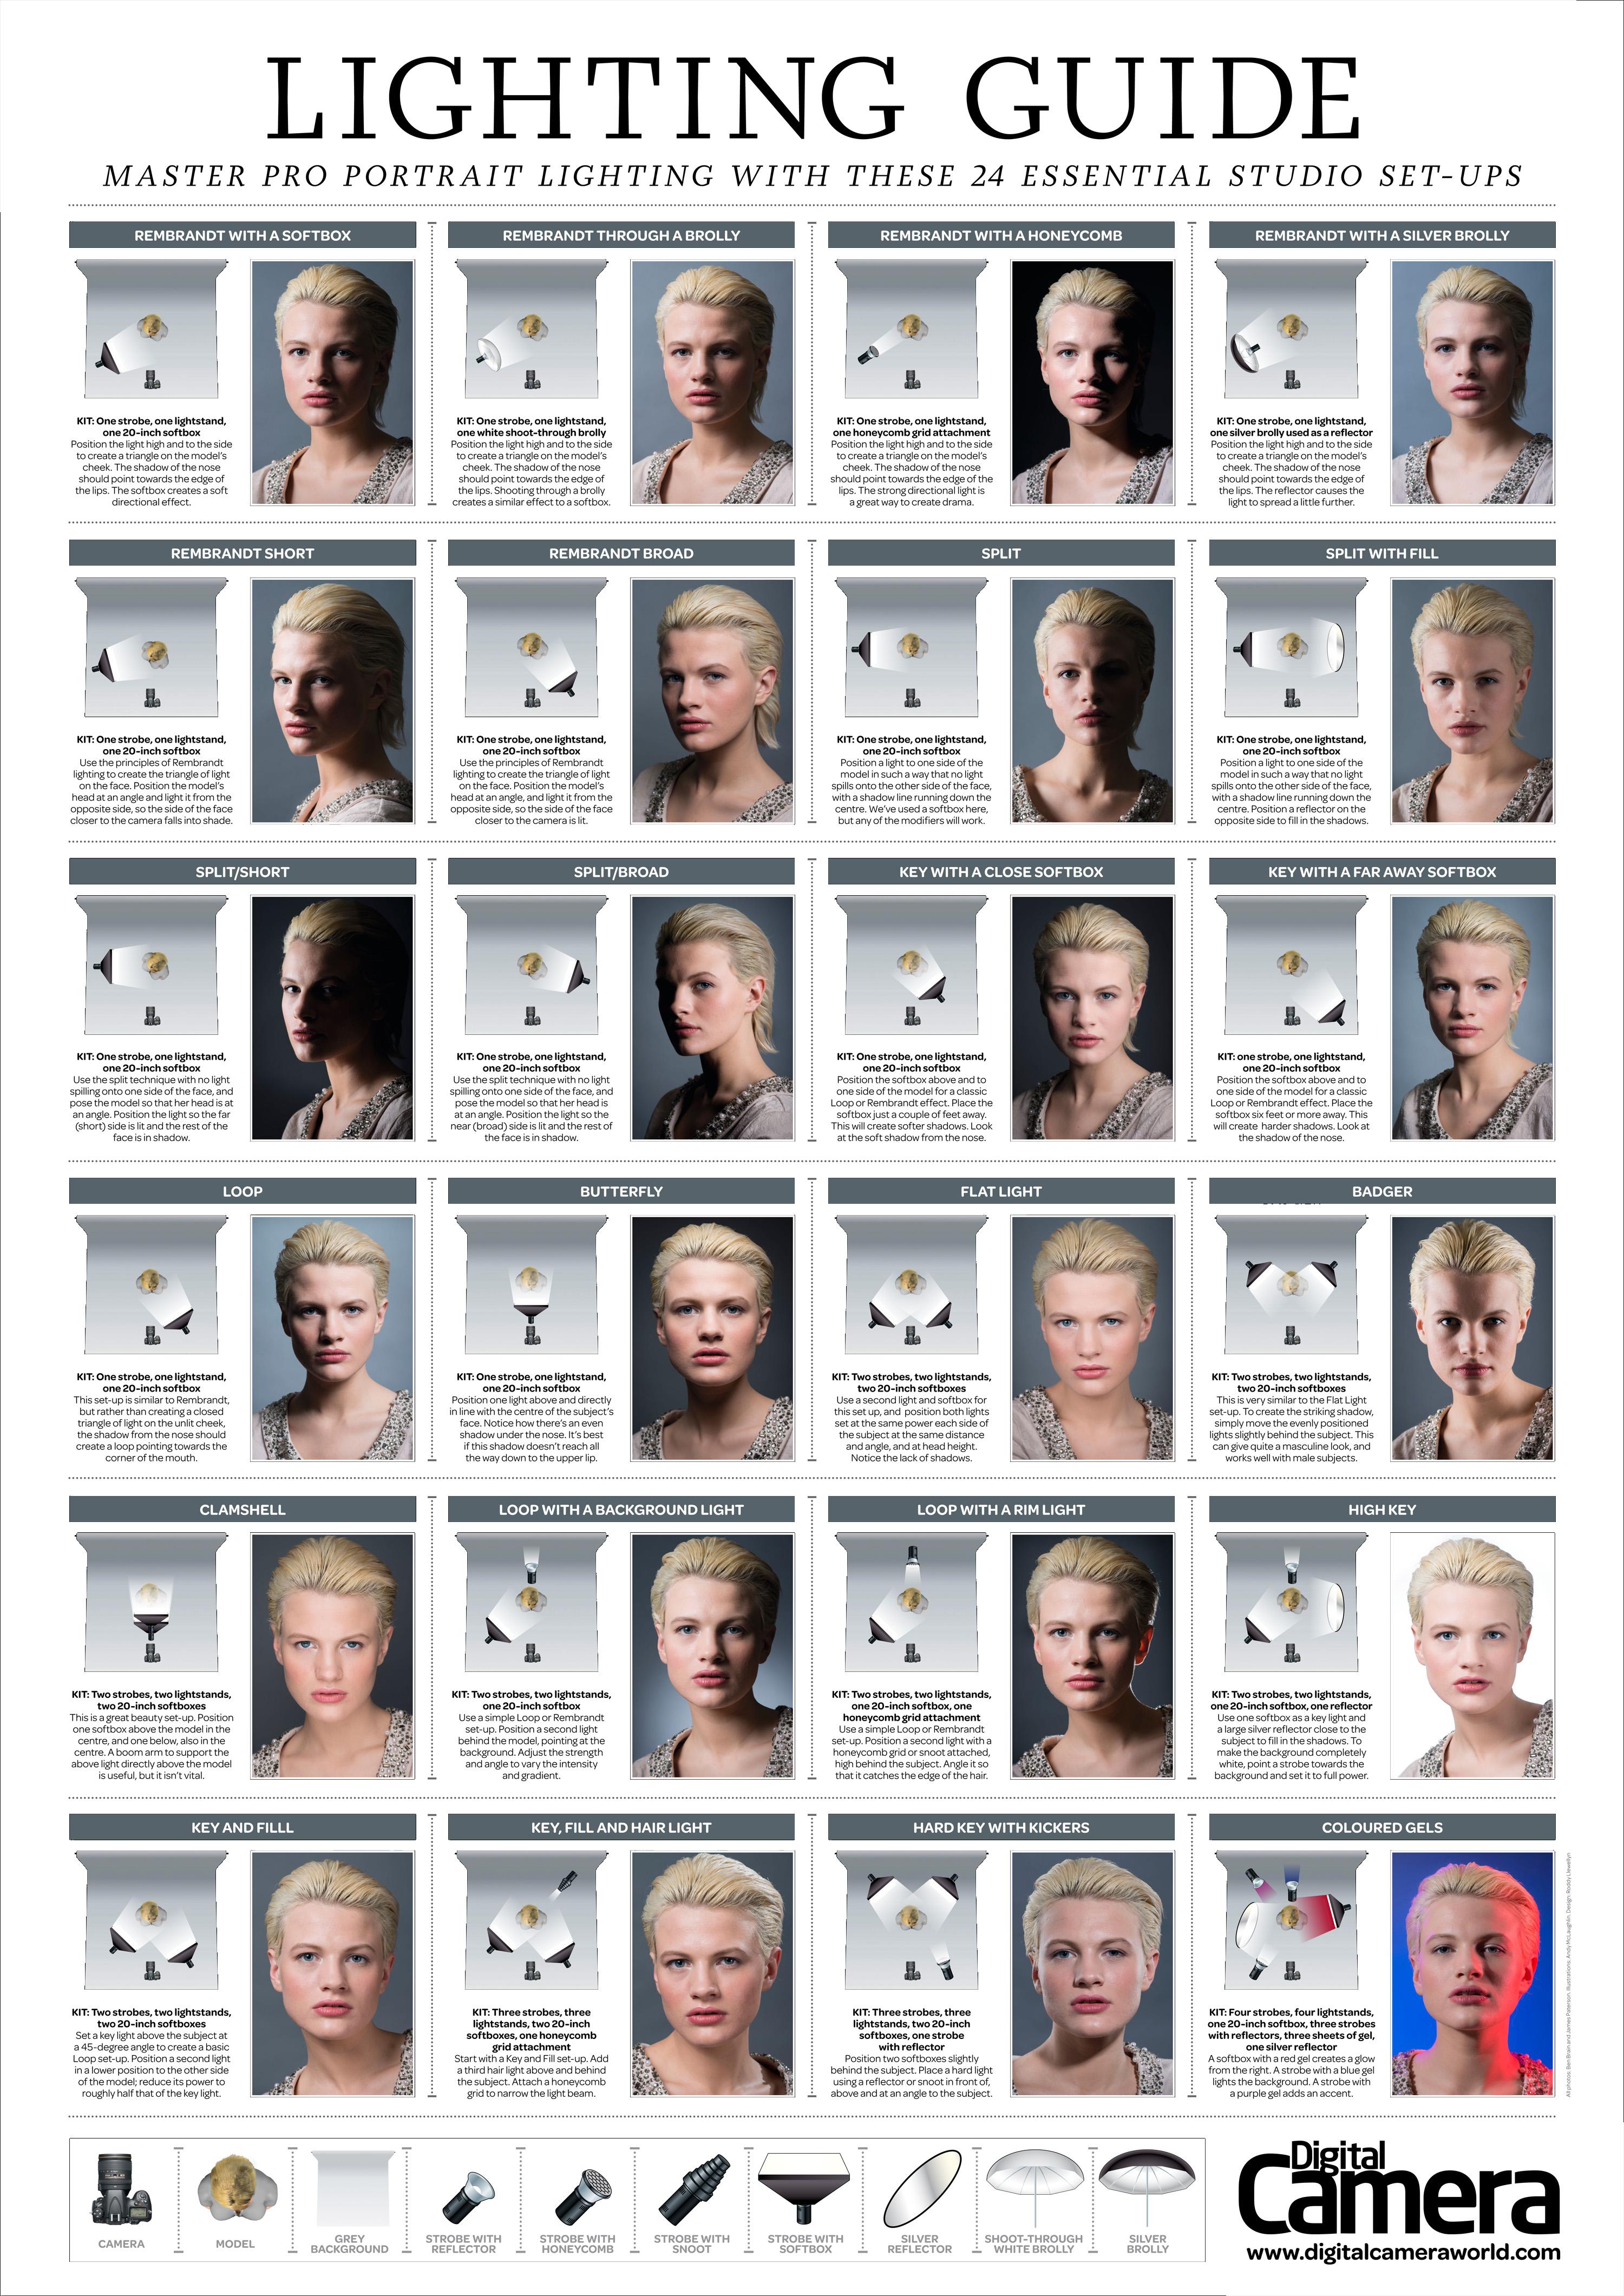 LIGHTING GUIDE
MASTER PRO PORTRAIT LIGHTING WITH THESE 24 ESSENTIAL STUDIO SET-UPS
REMBRANDT WITH A SOFTBOX
KIT: One strobe, one lightstand,
one 20-inch softbox
Position the light high and to the side
to create a triangle on the model's
cheek. The shadow of the nose
should point towards the edge of
the lips. The softbox creates a soft
directional effect.
REMBRANDT THROUGH A BROLLY
KIT: One strobe, one lightstand,
one white shoot-through brolly
Position the light high and to the side
to create a triangle on the model's
cheek. The shadow of the nose
should point towards the edge of
the lips. Shooting through a brolly
creates a similar effect to a softbox.
REMBRANDT WITH A HONEYCOMB
KIT: One strobe, one lightstand,
one honeycomb grid attachment
Position the light high and to the side
to create a triangle on the model's
cheek. The shadow of the nose
should point towards the edge of the
lips. The strong directional light is
a great way to create drama.
REMBRANDT WITH A SILVER BROLLY
KIT: One strobe, one lightstand,
one silver brolly used as a reflector
Position the light high and to the side
to create a triangle on the model's
cheek. The shadow of the nose
should point towards the edge of
the lips. The reflector causes the
light to spread a little further.
REMBRANDT SHORT
KIT: One strobe, one lightstand,
one 20-inch softbox
Use the principles of Rembrandt
lighting to create the triangle of light
on the face. Position the model's
head at an angle and light it from the
opposite side, so the side of the face
closer to the camera falls into shade.
REMBRANDT BROAD
KIT: One strobe, one lightstand,
one 20-inch softbox
Use the principles of Rembrandt
lighting to create the triangle of light
on the face. Position the model's
head at an angle, and light it from the
opposite side, so the side of the face
closer to the camera is lit.
SPLIT
KIT: One strobe, one lightstand,
one 20-inch softbox
Position a light to one side of the
model in such a way that no light
spills onto the other side of the face,
with a shadow line running down the
centre. We've used a softbox here,
but any of the modifiers will work.
SPLIT WITH FILL
KIT: One strobe, one lightstand,
one 20-inch softbox
Position a light to one side of the
model in such a way that no light
spills onto the other side of the face,
with a shadow line running down the
centre. Position a reflector on the
opposite side to fill in the shadows.
SPLIT/SHORT
KIT: One strobe, one lightstand,
one 20-inch softbox
Use the split technique with no light
spilling onto one side of the face, and
pose the model so that her head is at
an angle. Position the light so the far
(short) side is lit and the rest of the
face is in shadow.
SPLIT/BROAD
KIT: One strobe, one lightstand,
one 20-inch softbox
Use the split technique with no light
spilling onto one side of the face, and
pose the model so that her head is
at an angle. Position the light so the
near (broad) side is lit and the rest of
the face is in shadow.
KEY WITH A CLOSE SOFTBOX
KIT: One strobe, one lightstand,
one 20-inch softbox
Position the softbox above and to
one side of the model for a classic
Loop or Rembrandt effect. Place the
softbox just a couple of feet away.
This will create softer shadows. Look
at the soft shadow from the nose.
KEY WITH A FAR AWAY SOFTBOX
KIT: one strobe, one lightstand,
one 20-inch softbox
Position the softbox above and to
one side of the model for a classic
Loop or Rembrandt effect. Place the
softbox six feet or more away. This
will create harder shadows. Look at
the shadow of the nose.
LOOP
KIT: One strobe, one lightstand,
one 20-inch softbox
This set-up is similar to Rembrandt,
but rather than creating a closed
triangle of light on the unlit cheek,
the shadow from the nose should
create a loop pointing towards the
corner of the mouth.
BUTTERFLY
KIT: One strobe, one lightstand,
one 20-inch softbox
Position one light above and directly
in line with the centre of the subject's
face. Notice how there's an even
shadow under the nose. It's best
if this shadow doesn't reach all
the way down to the upper lip.
FLAT LIGHT
KIT: Two strobes, two lightstands,
two 20-inch softboxes
Use a second light and softbox for
this set up, and position both lights
set at the same power each side of
the subject at the same distance
and angle, and at head height.
Notice the lack of shadows.
BADGER
KIT: Two strobes, two lightstands,
two 20-inch softboxes
This is very similar to the Flat Light
set-up. To create the striking shadow,
simply move the evenly positioned
lights slightly behind the subject. This
can give quite a masculine look, and
works well with male subjects.
CLAMSHELL
KIT: Two strobes, two lightstands,
two 20-inch softboxes
This is a great beauty set-up. Position
one softbox above the model in the
centre, and one below, also in the
centre. A boom arm to support the
above light directly above the model
is useful, but it isn't vital.
LOOP WITH A BACKGROUND LIGHT
KIT: Two strobes, two lightstands,
one 20-inch softbox
Use a simple Loop or Rembrandt
set-up. Position a second light
behind the model, pointing at the
background. Adjust the strength
and angle to vary the intensity
and gradient.
LOOP WITH A RIM LIGHT
KIT: Two strobes, two lightstands,
one 20-inch softbox, one
honeycomb grid attachment
Use a simple Loop or Rembrandt
set-up. Position a second light with a
honeycomb grid or snoot attached,
high behind the subject. Angle it so
that it catches the edge of the hair.
HIGH KEY
KIT: Two strobes, two lightstands,
one 20-inch softbox, one reflector
Use one softbox as a key light and
a large silver reflector close to the
subject to fill in the shadows. To
make the background completely
white, point a strobe towards the
background and set it to full power.
KEY AND FILLL
KIT: Two strobes, two lightstands,
two 20-inch softboxes
Set a key light above the subject at
a 45-degree angle to create a basic
Loop set-up. Position a second light
in a lower position to the other side
of the model; reduce its power to
roughly half that of the key light.
KEY, FILL AND HAIR LIGHT
KIT: Three strobes, three
lightstands, two 20-inch
softboxes, one honeycomb
grid attachment
Start with a Key and Fill set-up. Add
a third hair light above and behind
the subject. Attach a honeycomb
grid to narrow the light beam.
HARD KEY WITH KICKERS
KIT: Three strobes, three
lightstands, two 20-inch
softboxes, one strobe
with reflector
Position two softboxes slightly
behind the subject. Place a hard light
using a reflector or snoot in front of,
above and at an angle to the subject.
COLOURED GELS
KIT: Four strobes, four lightstands,
one 20-inch softbox, three strobes
with reflectors, three sheets of gel,
one silver reflector
A softbox with a red gel creates a glow
from the right. A strobe with a blue gel
lights the background. A strobe with
a purple gel adds an accent.
All photos: Ben Brain and James Paterson. Illustrations: Andy McLaughlin. Design: Roddy Llewellyn
CAMERA
MODEL
GREY
BACKGROUND
STROBE WITH
REFLECTOR
STROBE WITH
HONEYCOMB
STROBE WITH
SNOOT
STROBE WITH
SOFTBOX
SILVER
REFLECTOR
SHOOT-THROUGH
WHITE BROLLY
SILVER
BROLLY
Digital
Camera
www.digitalcameraworld.com